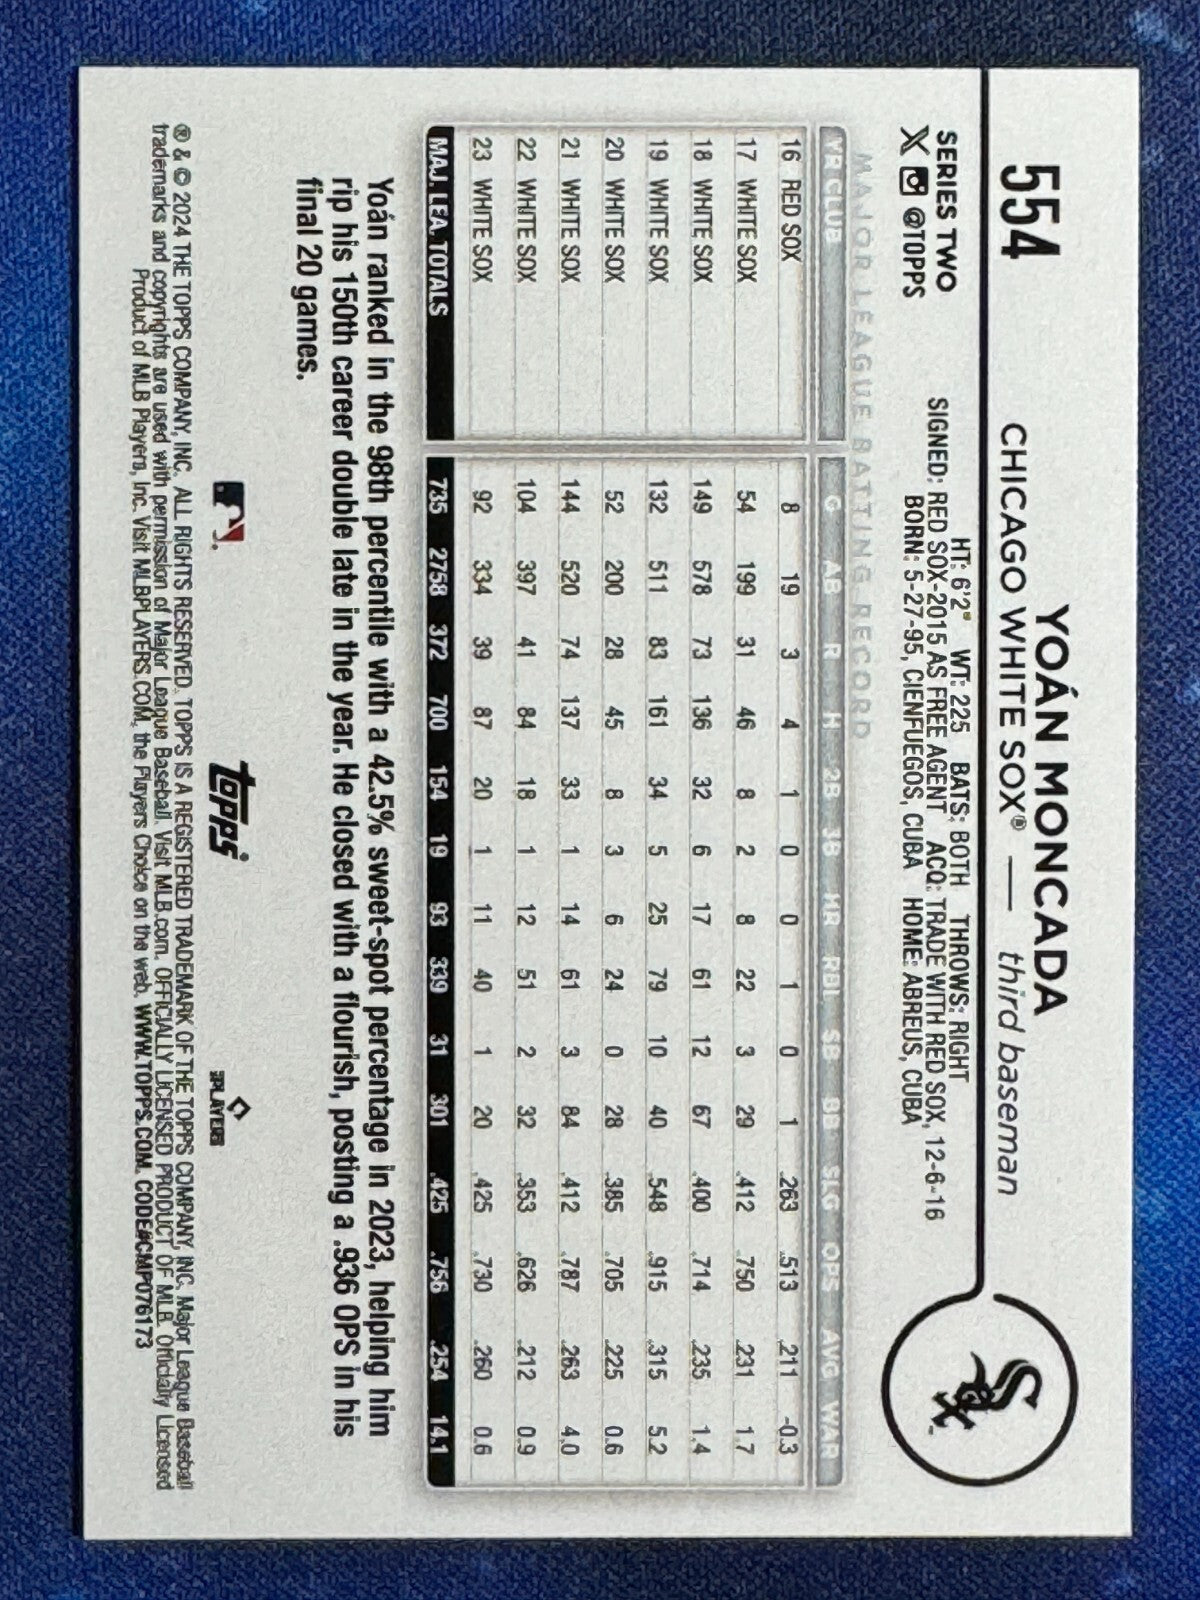 554
YOÁN MONCADA
CHICAGO WHITE SOX® — third baseman
SERIES TWO
@TOPPS
HT: 6'2" WT: 225 BATS: BOTH THROWS: RIGHT
SIGNED: RED SOX-2015 AS FREE AGENT ACQ: TRADE WITH RED SOX, 12-6-16
BORN: 5-27-95, CIENFUEGOS, CUBA HOME: ABREUS, CUBA
Sox
MAJOR LEAGUE BATTING RECORD
YR CLUB G AB R H 2B 3B HR RBI SB BB SLG OPS AVG WAR
16 RED SOX 8 19 3 4 1 0 0 1 0 1 .263 .513 .211 -0.3
17 WHITE SOX 54 199 31 46 8 2 8 22 3 29 .412 .750 .231 1.7
18 WHITE SOX 149 578 73 136 32 6 17 61 12 67 .400 .714 .235 1.4
19 WHITE SOX 132 511 83 161 34 5 25 79 10 40 .548 .915 .315 5.2
20 WHITE SOX 52 200 28 45 8 3 6 24 0 28 .385 .705 .225 0.6
21 WHITE SOX 144 520 74 137 33 1 14 61 3 84 .412 .787 .263 4.0
22 WHITE SOX 104 397 41 84 18 1 12 51 2 32 .353 .626 .212 0.9
23 WHITE SOX 92 334 39 87 20 1 11 40 1 20 .425 .730 .260 0.6
MAJ. LEA. TOTALS 735 2758 372 700 154 19 93 339 31 301 .425 .756 .254 14.1
Yoán ranked in the 98th percentile with a 42.5% sweet-spot percentage in 2023, helping him
rip his 150th career double late in the year. He closed with a flourish, posting a .936 OPS in his
final 20 games.
topps
PLAYERS
® & © 2024 THE TOPPS COMPANY, INC. ALL RIGHTS RESERVED. TOPPS IS A REGISTERED TRADEMARK OF THE TOPPS COMPANY, INC. Major League Baseball
trademarks and copyrights are used with permission of Major League Baseball. Visit MLB.com. OFFICIALLY LICENSED PRODUCT OF MLB. Officially Licensed
Product of MLB Players, Inc. Visit MLBPLAYERS.COM, the Players Choice on the web. WWW.TOPPS.COM. CODE#CMP076173